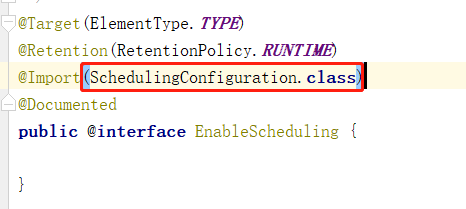 @Target(ElementType.TYPE)
@Retention(RetentionPolicy.RUNTIME)
@Import(SchedulingConfiguration.class)
@Documented
public @interface EnableScheduling {
}